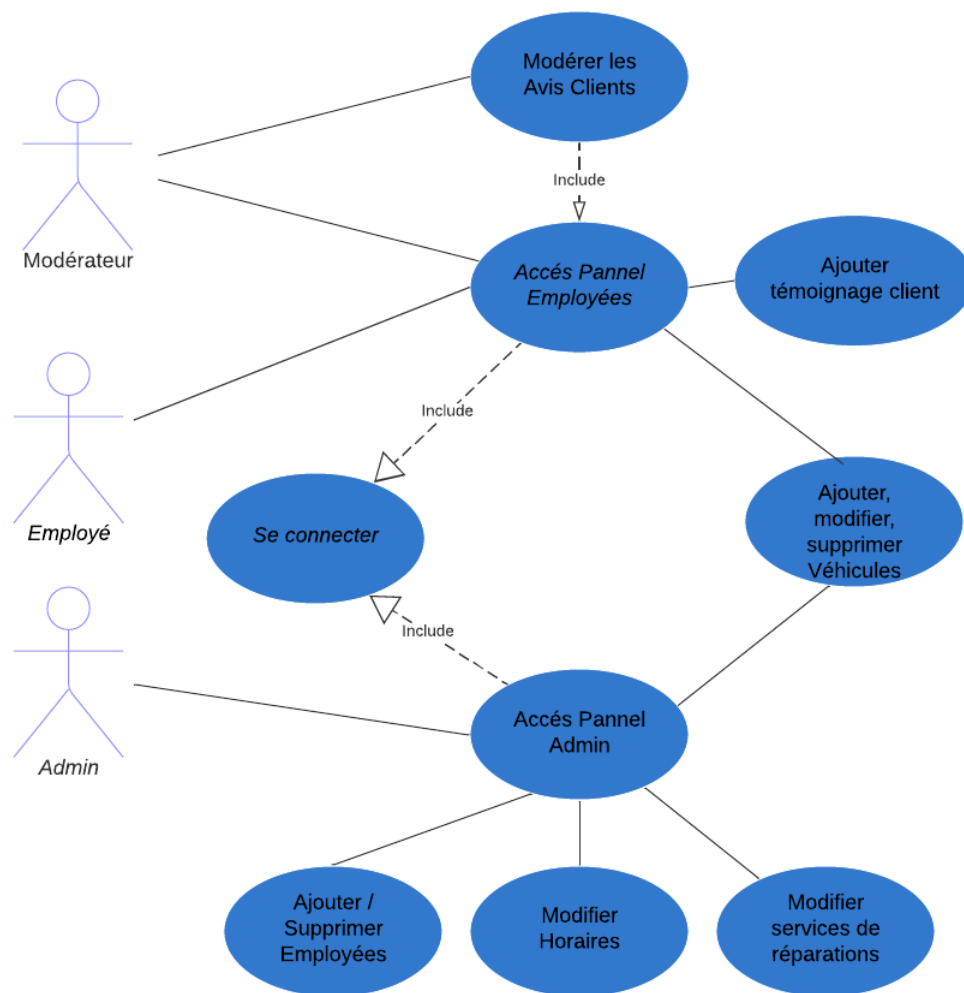 Modérer les
Avis Clients
Include
Modérateur
Accés Pannel
Employées
Ajouter
témoignage client
Include
Employé
Se connecter
Ajouter,
modifier,
supprimer
Véhicules
Include
Admin
Accés Pannel
Admin
Ajouter /
Supprimer
Employées
Modifier
Horaires
Modifier
services de
réparations